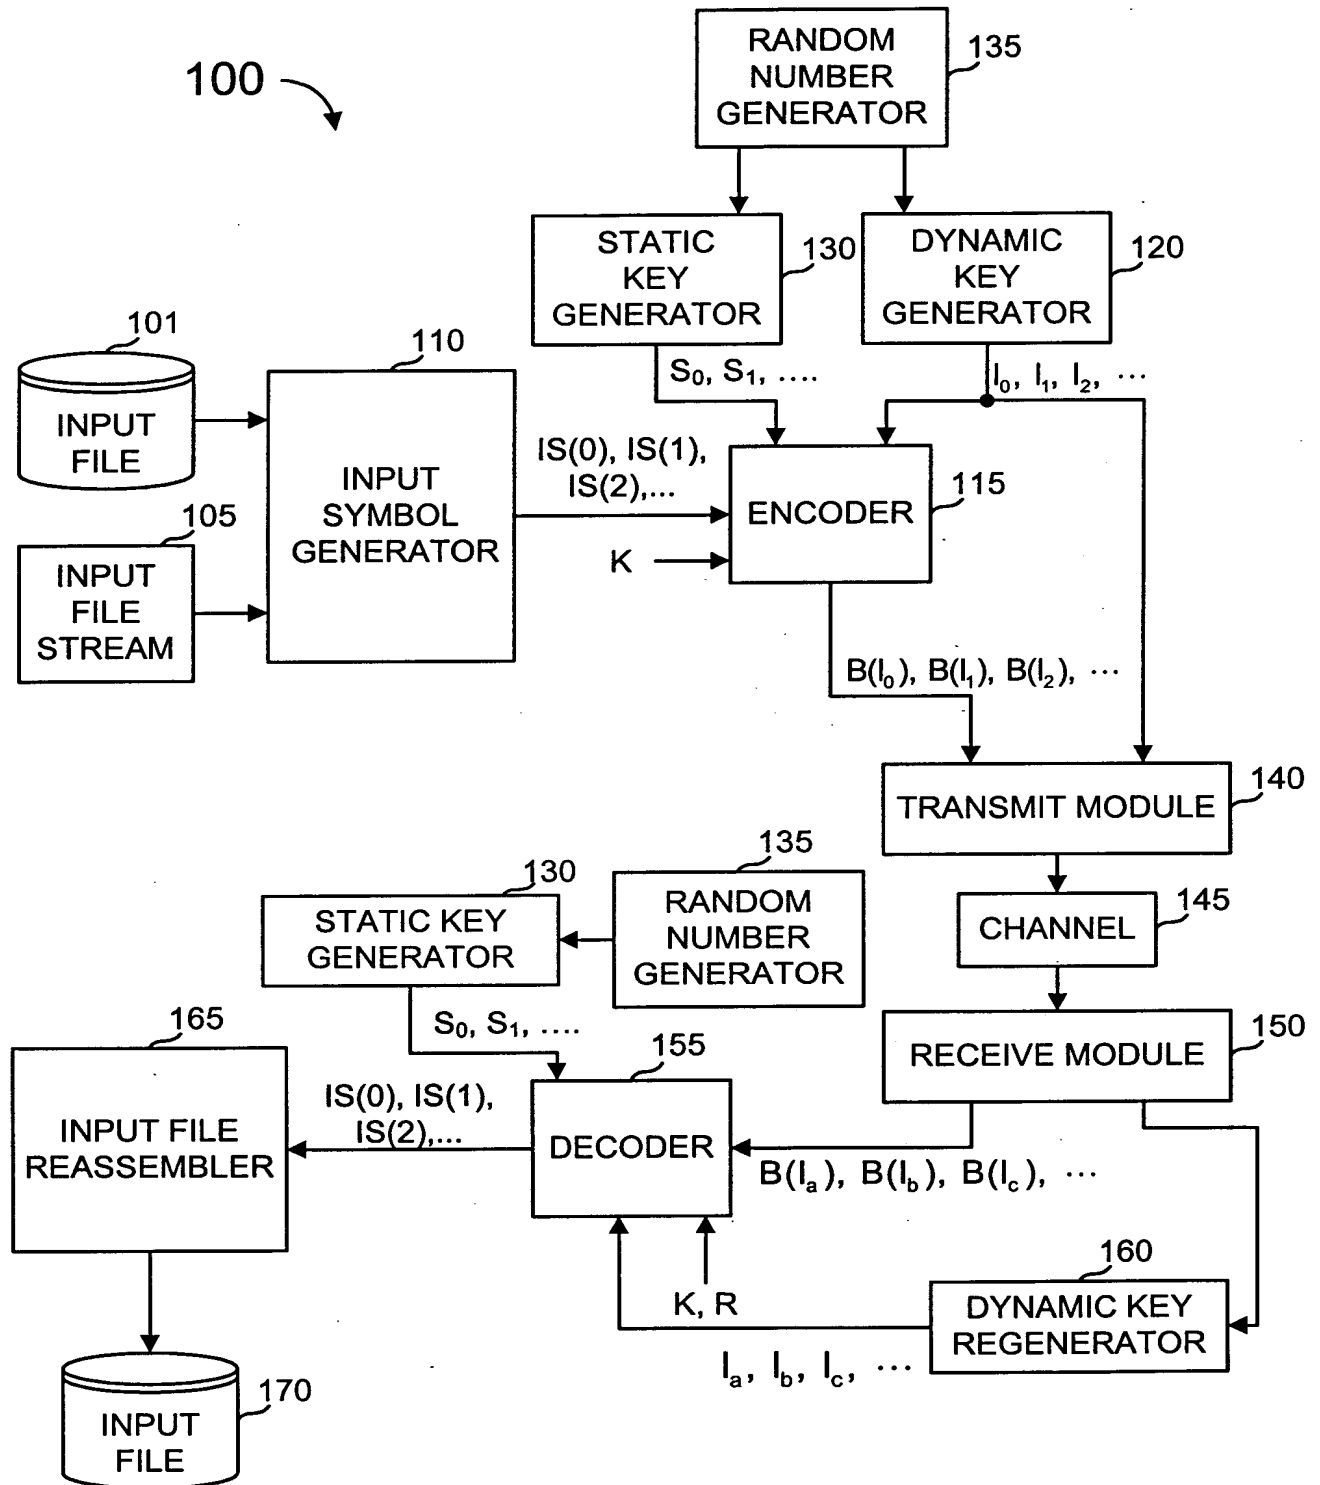 100
RANDOM
NUMBER
GENERATOR
135
STATIC
KEY
GENERATOR
130
DYNAMIC
KEY
GENERATOR
120
101
INPUT
FILE
105
INPUT
FILE
STREAM
110
INPUT
SYMBOL
GENERATOR
S₀, S₁, ....
I₀, I₁, I₂, ...
IS(0), IS(1),
IS(2),...
K
ENCODER
115
B(I₀), B(I₁), B(I₂), ...
TRANSMIT MODULE
140
CHANNEL
145
RECEIVE MODULE
150
STATIC KEY
GENERATOR
130
RANDOM
NUMBER
GENERATOR
135
S₀, S₁, ....
165
INPUT FILE
REASSEMBLER
IS(0), IS(1),
IS(2),...
DECODER
155
B(Iₐ), B(I_b), B(I_c), ...
K, R
160
DYNAMIC KEY
REGENERATOR
Iₐ, I_b, I_c, ...
INPUT
FILE
170